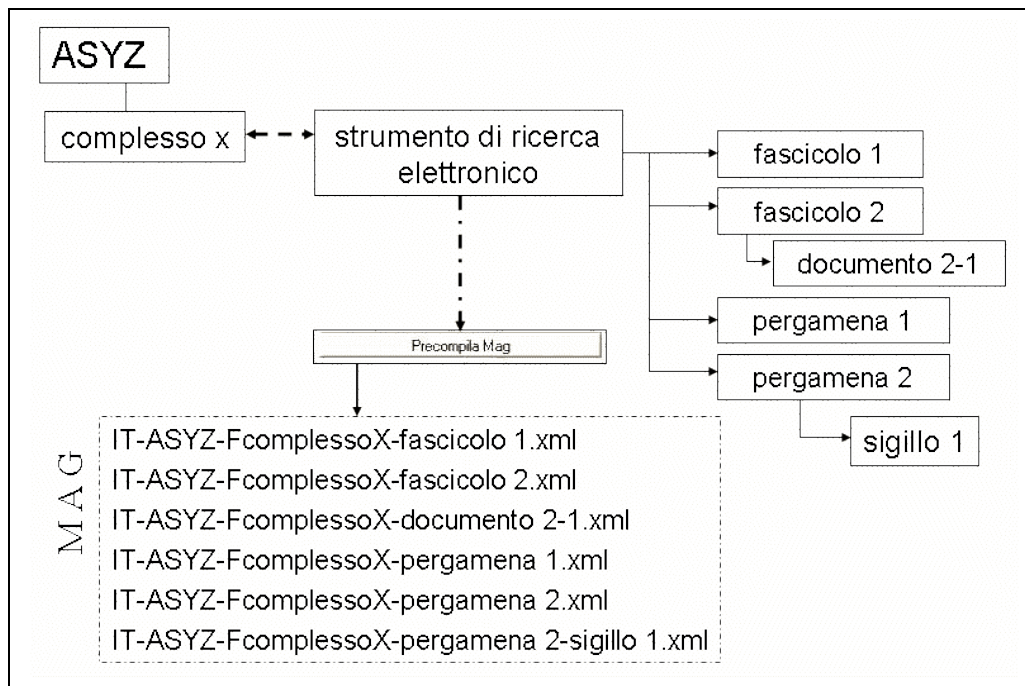 ASYZ
complesso x
strumento di ricerca
elettronico
fascicolo 1
fascicolo 2
documento 2-1
pergamena 1
pergamena 2
sigillo 1
Precompila Mag
MAG
IT-ASYZ-FcomplessoX-fascicolo 1.xml
IT-ASYZ-FcomplessoX-fascicolo 2.xml
IT-ASYZ-FcomplessoX-documento 2-1.xml
IT-ASYZ-FcomplessoX-pergamena 1.xml
IT-ASYZ-FcomplessoX-pergamena 2.xml
IT-ASYZ-FcomplessoX-pergamena 2-sigillo 1.xml